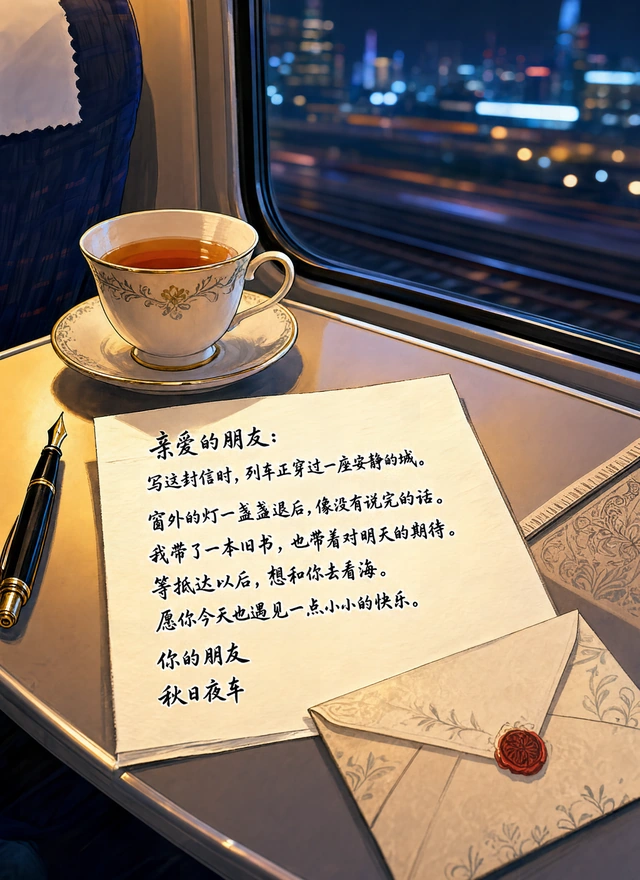 亲爱的朋友：
写这封信时，列车正穿过一座安静的城。
窗外的灯一盏盏退后，像没有说完的话。
我带了一本旧书，也带着对明天的期待。
等抵达以后，想和你去看海。
愿你今天也遇见一点小小的快乐。
你的朋友
秋日夜车